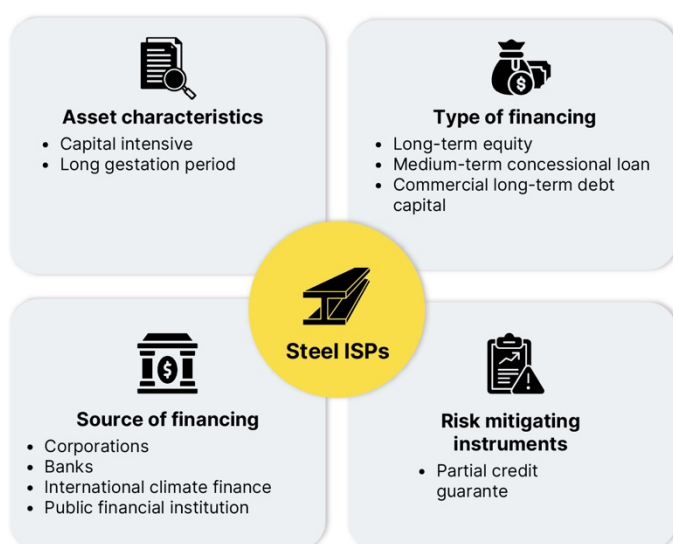 Asset characteristics
• Capital intensive
• Long gestation period
Type of financing
• Long-term equity
• Medium-term concessional loan
• Commercial long-term debt
capital
Steel ISPs
Source of financing
• Corporations
• Banks
• International climate finance
• Public financial institution
Risk mitigating
instruments
• Partial credit
guarante